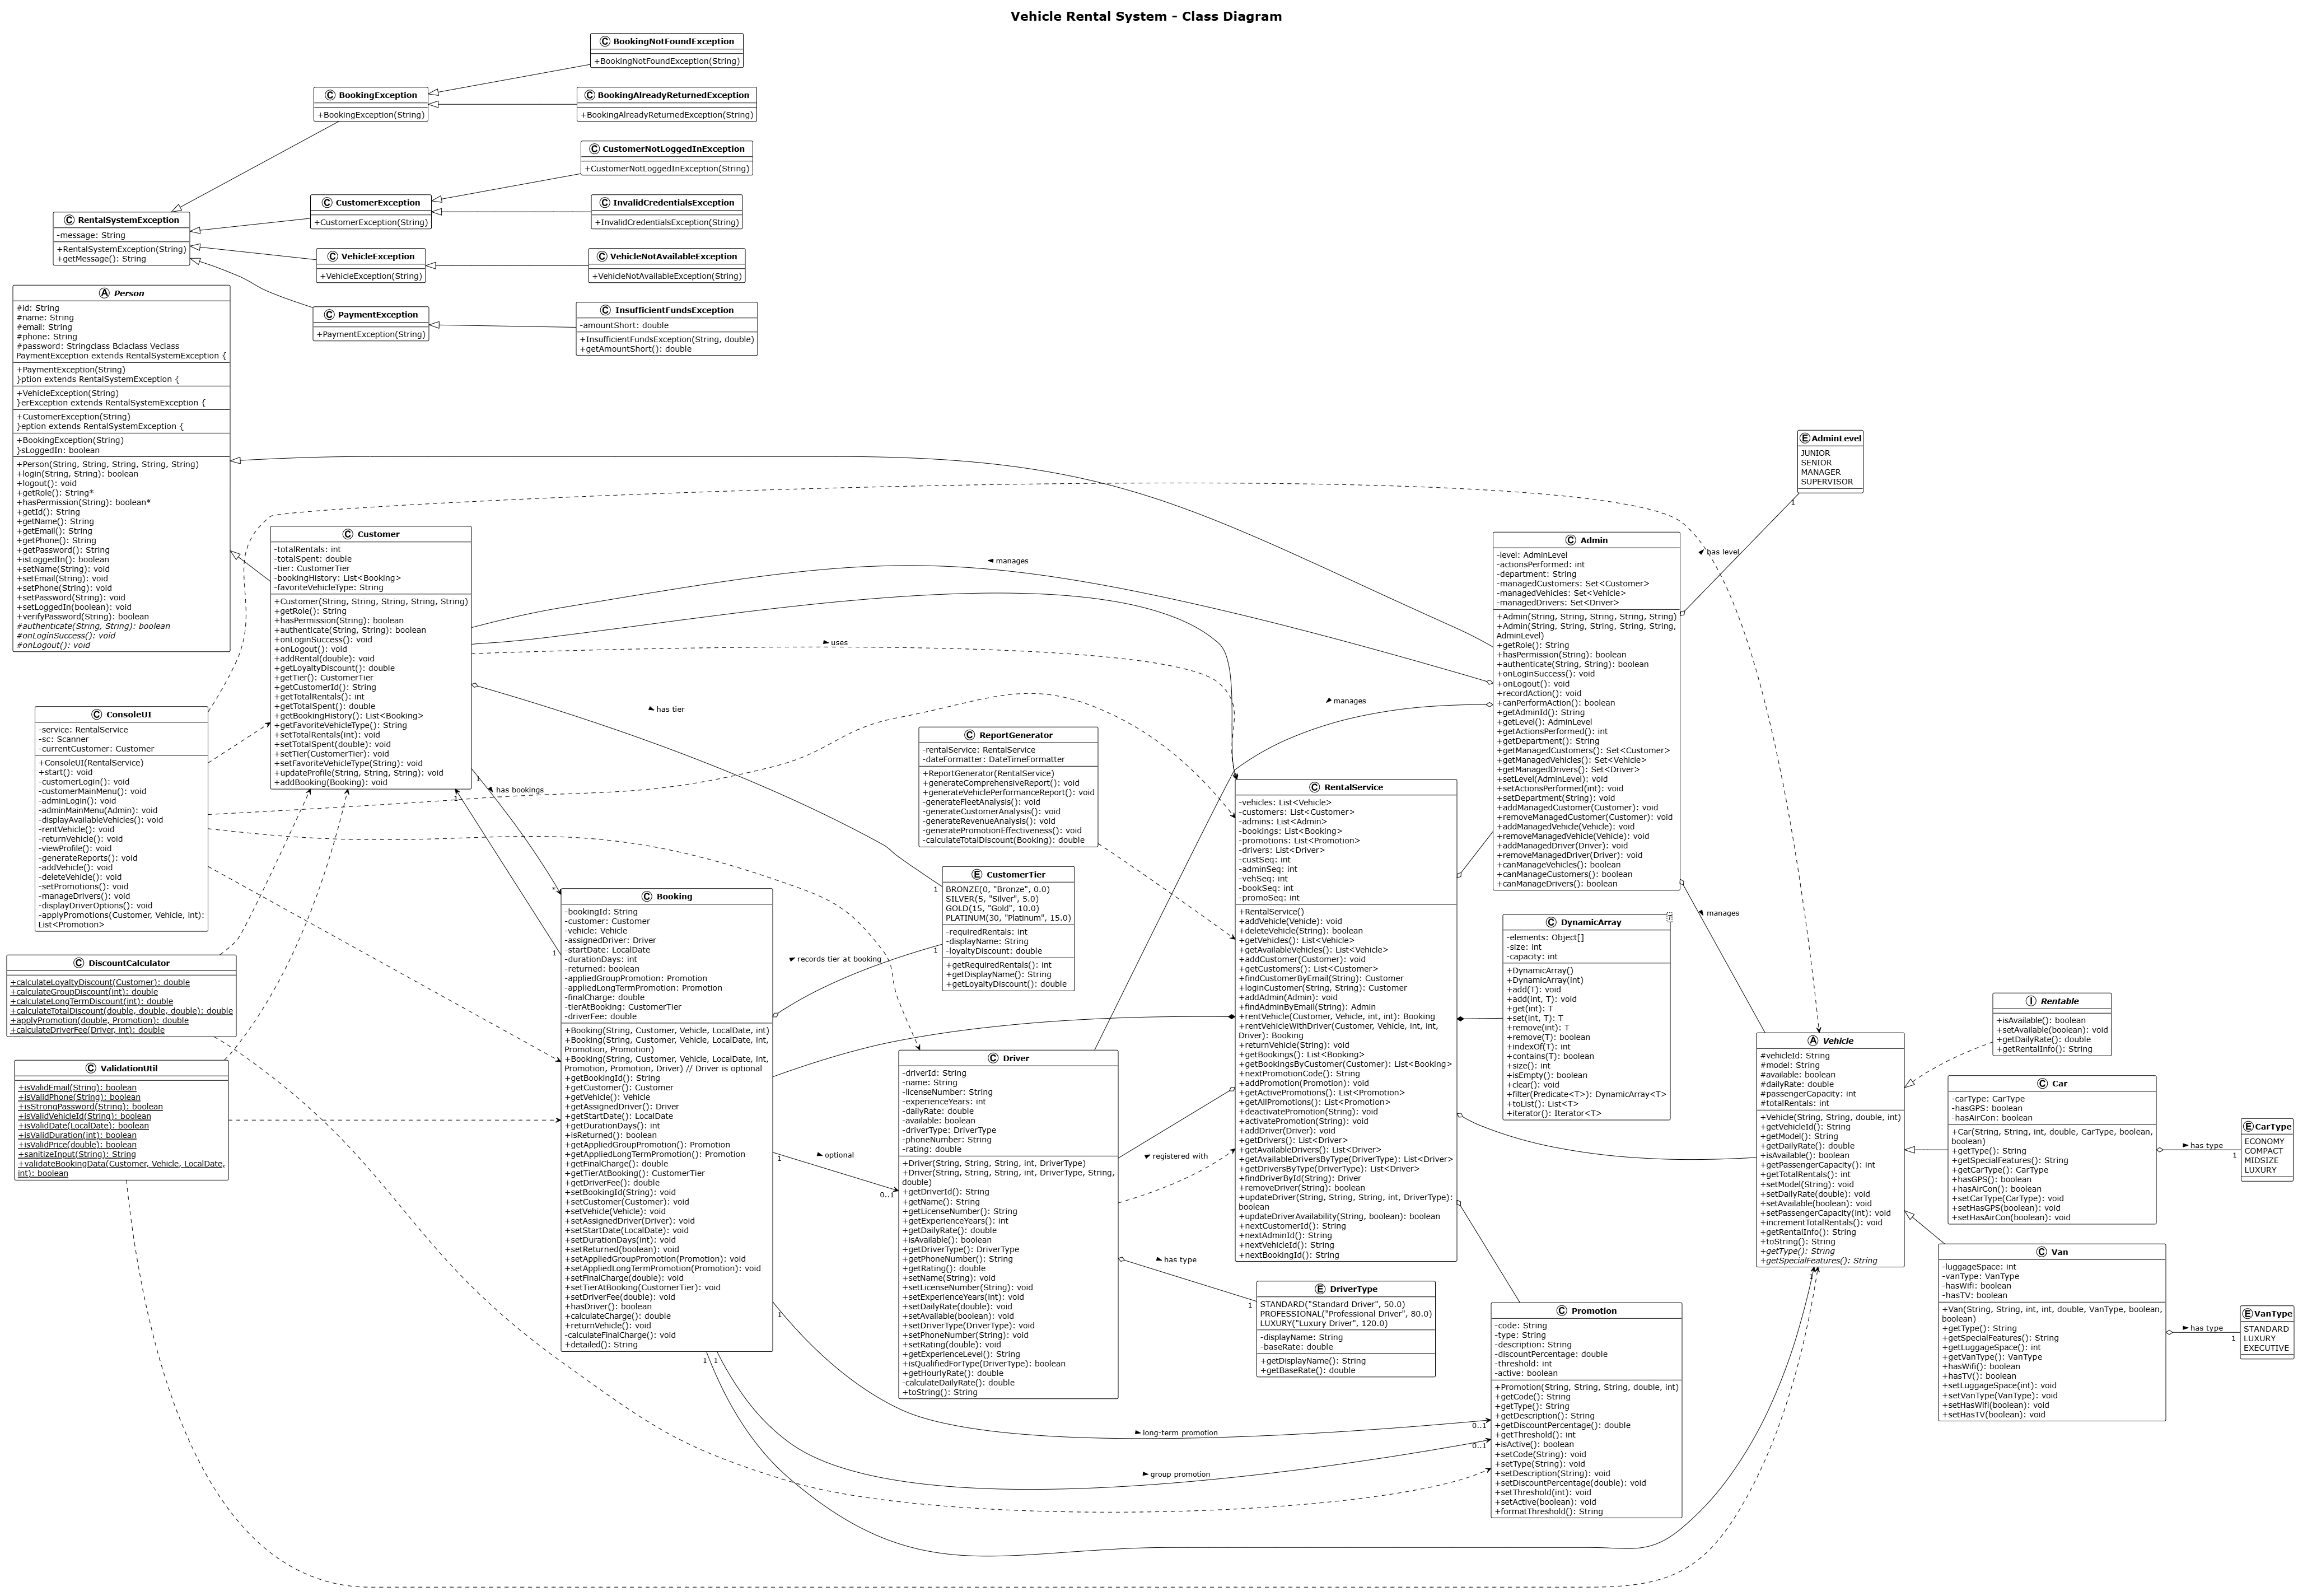 Vehicle Rental System - Class Diagram
C BookingNotFoundException
+BookingNotFoundException(String)
C BookingException
+BookingException(String)
C BookingAlreadyReturnedException
+BookingAlreadyReturnedException(String)
C CustomerNotLoggedInException
+CustomerNotLoggedInException(String)
C CustomerException
+CustomerException(String)
C InvalidCredentialsException
+InvalidCredentialsException(String)
C RentalSystemException
-message: String
+RentalSystemException(String)
+getMessage(): String
C VehicleException
+VehicleException(String)
C VehicleNotAvailableException
+VehicleNotAvailableException(String)
C PaymentException
+PaymentException(String)
C InsufficientFundsException
-amountShort: double
+InsufficientFundsException(String, double)
+getAmountShort(): double
A Person
#id: String
#name: String
#email: String
#phone: String
#password: Stringclass Bclaclass Veclass
PaymentException extends RentalSystemException {
+PaymentException(String)
}ption extends RentalSystemException {
+VehicleException(String)
}erException extends RentalSystemException {
+CustomerException(String)
}eption extends RentalSystemException {
+BookingException(String)
}sLoggedIn: boolean
+Person(String, String, String, String, String)
+login(String, String): boolean
+logout(): void
+getRole(): String*
+hasPermission(String): boolean*
+getId(): String
+getName(): String
+getEmail(): String
+getPhone(): String
+getPassword(): String
+isLoggedIn(): boolean
+setName(String): void
+setEmail(String): void
+setPhone(String): void
+setPassword(String): void
+setLoggedIn(boolean): void
+verifyPassword(String): boolean
#authenticate(String, String): boolean
#onLoginSuccess(): void
#onLogout(): void
C Customer
-totalRentals: int
-totalSpent: double
-tier: CustomerTier
-bookingHistory: List<Booking>
-favoriteVehicleType: String
+Customer(String, String, String, String, String)
+getRole(): String
+hasPermission(String): boolean
+authenticate(String, String): boolean
+onLoginSuccess(): void
+onLogout(): void
+addRental(double): void
+getLoyaltyDiscount(): double
+getTier(): CustomerTier
+getCustomerId(): String
+getTotalRentals(): int
+getTotalSpent(): double
+getBookingHistory(): List<Booking>
+getFavoriteVehicleType(): String
+setTotalRentals(int): void
+setTotalSpent(double): void
+setTier(CustomerTier): void
+setFavoriteVehicleType(String): void
+updateProfile(String, String, String): void
+addBooking(Booking): void
C ConsoleUI
-service: RentalService
-sc: Scanner
-currentCustomer: Customer
+ConsoleUI(RentalService)
+start(): void
-customerLogin(): void
-customerMainMenu(): void
-adminLogin(): void
-adminMainMenu(Admin): void
-displayAvailableVehicles(): void
-rentVehicle(): void
-returnVehicle(): void
-viewProfile(): void
-generateReports(): void
-addVehicle(): void
-deleteVehicle(): void
-setPromotions(): void
-manageDrivers(): void
-displayDriverOptions(): void
-applyPromotions(Customer, Vehicle, int):
List<Promotion>
C DiscountCalculator
+calculateLoyaltyDiscount(Customer): double
+calculateGroupDiscount(int): double
+calculateLongTermDiscount(int): double
+calculateTotalDiscount(double, double, double): double
+applyPromotion(double, Promotion): double
+calculateDriverFee(Driver, int): double
C ValidationUtil
+isValidEmail(String): boolean
+isValidPhone(String): boolean
+isStrongPassword(String): boolean
+isValidVehicleId(String): boolean
+isValidDate(LocalDate): boolean
+isValidDuration(int): boolean
+isValidPrice(double): boolean
+sanitizeInput(String): String
+validateBookingData(Customer, Vehicle, LocalDate,
int): boolean
C Booking
-bookingId: String
-customer: Customer
-vehicle: Vehicle
-assignedDriver: Driver
-startDate: LocalDate
-durationDays: int
-returned: boolean
-appliedGroupPromotion: Promotion
-appliedLongTermPromotion: Promotion
-finalCharge: double
-tierAtBooking: CustomerTier
-driverFee: double
+Booking(String, Customer, Vehicle, LocalDate, int)
+Booking(String, Customer, Vehicle, LocalDate, int,
Promotion, Promotion)
+Booking(String, Customer, Vehicle, LocalDate, int,
Promotion, Promotion, Driver) // Driver is optional
+getBookingId(): String
+getCustomer(): Customer
+getVehicle(): Vehicle
+getAssignedDriver(): Driver
+getStartDate(): LocalDate
+getDurationDays(): int
+isReturned(): boolean
+getAppliedGroupPromotion(): Promotion
+getAppliedLongTermPromotion(): Promotion
+getFinalCharge(): double
+getTierAtBooking(): CustomerTier
+getDriverFee(): double
+setBookingId(String): void
+setCustomer(Customer): void
+setVehicle(Vehicle): void
+setAssignedDriver(Driver): void
+setStartDate(LocalDate): void
+setDurationDays(int): void
+setReturned(boolean): void
+setAppliedGroupPromotion(Promotion): void
+setAppliedLongTermPromotion(Promotion): void
+setFinalCharge(double): void
+setTierAtBooking(CustomerTier): void
+setDriverFee(double): void
+hasDriver(): boolean
+calculateCharge(): double
+returnVehicle(): void
-calculateFinalCharge(): void
+detailed(): String
C ReportGenerator
-rentalService: RentalService
-dateFormatter: DateTimeFormatter
+ReportGenerator(RentalService)
+generateComprehensiveReport(): void
+generateVehiclePerformanceReport(): void
-generateFleetAnalysis(): void
-generateCustomerAnalysis(): void
-generateRevenueAnalysis(): void
-generatePromotionEffectiveness(): void
-calculateTotalDiscount(Booking): double
E CustomerTier
BRONZE(0, "Bronze", 0.0)
SILVER(5, "Silver", 5.0)
GOLD(15, "Gold", 10.0)
PLATINUM(30, "Platinum", 15.0)
-requiredRentals: int
-displayName: String
-loyaltyDiscount: double
+getRequiredRentals(): int
+getDisplayName(): String
+getLoyaltyDiscount(): double
C Driver
-driverId: String
-name: String
-licenseNumber: String
-experienceYears: int
-dailyRate: double
-available: boolean
-driverType: DriverType
-phoneNumber: String
-rating: double
+Driver(String, String, String, int, DriverType)
+Driver(String, String, String, int, DriverType, String,
double)
+getDriverId(): String
+getName(): String
+getLicenseNumber(): String
+getExperienceYears(): int
+getDailyRate(): double
+isAvailable(): boolean
+getDriverType(): DriverType
+getPhoneNumber(): String
+getRating(): double
+setName(String): void
+setLicenseNumber(String): void
+setExperienceYears(int): void
+setDailyRate(double): void
+setAvailable(boolean): void
+setDriverType(DriverType): void
+setPhoneNumber(String): void
+setRating(double): void
+getExperienceLevel(): String
+isQualifiedForType(DriverType): boolean
+getHourlyRate(): double
-calculateDailyRate(): double
+toString(): String
C RentalService
-vehicles: List<Vehicle>
-customers: List<Customer>
-admins: List<Admin>
-bookings: List<Booking>
-promotions: List<Promotion>
-drivers: List<Driver>
-custSeq: int
-adminSeq: int
-vehSeq: int
-bookSeq: int
-promoSeq: int
+RentalService()
+addVehicle(Vehicle): void
+deleteVehicle(String): boolean
+getVehicles(): List<Vehicle>
+getAvailableVehicles(): List<Vehicle>
+addCustomer(Customer): void
+getCustomers(): List<Customer>
+findCustomerByEmail(String): Customer
+loginCustomer(String, String): Customer
+addAdmin(Admin): void
+findAdminByEmail(String): Admin
+rentVehicle(Customer, Vehicle, int, int): Booking
+rentVehicleWithDriver(Customer, Vehicle, int, int,
Driver): Booking
+returnVehicle(String): void
+getBookings(): List<Booking>
+getBookingsByCustomer(Customer): List<Booking>
+nextPromotionCode(): String
+addPromotion(Promotion): void
+getActivePromotions(): List<Promotion>
+getAllPromotions(): List<Promotion>
+deactivatePromotion(String): void
+activatePromotion(String): void
+addDriver(Driver): void
+getDrivers(): List<Driver>
+getAvailableDrivers(): List<Driver>
+getAvailableDriversByType(DriverType): List<Driver>
+getDriversByType(DriverType): List<Driver>
+findDriverById(String): Driver
+removeDriver(String): boolean
+updateDriver(String, String, String, int, DriverType):
boolean
+updateDriverAvailability(String, boolean): boolean
+nextCustomerId(): String
+nextAdminId(): String
+nextVehicleId(): String
+nextBookingId(): String
E DriverType
STANDARD("Standard Driver", 50.0)
PROFESSIONAL("Professional Driver", 80.0)
LUXURY("Luxury Driver", 120.0)
-displayName: String
-baseRate: double
+getDisplayName(): String
+getBaseRate(): double
C Admin
-level: AdminLevel
-actionsPerformed: int
-department: String
-managedCustomers: Set<Customer>
-managedVehicles: Set<Vehicle>
-managedDrivers: Set<Driver>
+Admin(String, String, String, String, String)
+Admin(String, String, String, String, String,
AdminLevel)
+getRole(): String
+hasPermission(String): boolean
+authenticate(String, String): boolean
+onLoginSuccess(): void
+onLogout(): void
+recordAction(): void
+canPerformAction(): boolean
+getAdminId(): String
+getLevel(): AdminLevel
+getActionsPerformed(): int
+getDepartment(): String
+getManagedCustomers(): Set<Customer>
+getManagedVehicles(): Set<Vehicle>
+getManagedDrivers(): Set<Driver>
+setLevel(AdminLevel): void
+setActionsPerformed(int): void
+setDepartment(String): void
+addManagedCustomer(Customer): void
+removeManagedCustomer(Customer): void
+addManagedVehicle(Vehicle): void
+removeManagedVehicle(Vehicle): void
+addManagedDriver(Driver): void
+removeManagedDriver(Driver): void
+canManageVehicles(): boolean
+canManageCustomers(): boolean
+canManageDrivers(): boolean
C DynamicArray
-elements: Object[]
-size: int
-capacity: int
+DynamicArray()
+DynamicArray(int)
+add(T): void
+add(int, T): void
+get(int): T
+set(int, T): T
+remove(int): T
+remove(T): boolean
+indexOf(T): int
+contains(T): boolean
+size(): int
+isEmpty(): boolean
+clear(): void
+filter(Predicate<T>): DynamicArray<T>
+toList(): List<T>
+iterator(): Iterator<T>
C Promotion
-code: String
-type: String
-description: String
-discountPercentage: double
-threshold: int
-active: boolean
+Promotion(String, String, String, double, int)
+getCode(): String
+getType(): String
+getDescription(): String
+getDiscountPercentage(): double
+getThreshold(): int
+isActive(): boolean
+setCode(String): void
+setType(String): void
+setDescription(String): void
+setDiscountPercentage(double): void
+setThreshold(int): void
+setActive(boolean): void
+formatThreshold(): String
E AdminLevel
JUNIOR
SENIOR
MANAGER
SUPERVISOR
A Vehicle
#vehicleId: String
#model: String
#available: boolean
#dailyRate: double
#passengerCapacity: int
#totalRentals: int
+Vehicle(String, String, double, int)
+getVehicleId(): String
+getModel(): String
+getDailyRate(): double
+isAvailable(): boolean
+getPassengerCapacity(): int
+getTotalRentals(): int
+setModel(String): void
+setDailyRate(double): void
+setAvailable(boolean): void
+setPassengerCapacity(int): void
+incrementTotalRentals(): void
+getRentalInfo(): String
+toString(): String
+getType(): String
+getSpecialFeatures(): String
I Rentable
+isAvailable(): boolean
+setAvailable(boolean): void
+getDailyRate(): double
+getRentalInfo(): String
C Car
-carType: CarType
-hasGPS: boolean
-hasAirCon: boolean
+Car(String, String, int, double, CarType, boolean,
boolean)
+getType(): String
+getSpecialFeatures(): String
+getCarType(): CarType
+hasGPS(): boolean
+hasAirCon(): boolean
+setCarType(CarType): void
+setHasGPS(boolean): void
+setHasAirCon(boolean): void
C Van
-luggageSpace: int
-vanType: VanType
-hasWifi: boolean
-hasTV: boolean
+Van(String, String, int, int, double, VanType, boolean,
boolean)
+getType(): String
+getSpecialFeatures(): String
+getLuggageSpace(): int
+getVanType(): VanType
+hasWifi(): boolean
+hasTV(): boolean
+setLuggageSpace(int): void
+setVanType(VanType): void
+setHasWifi(boolean): void
+setHasTV(boolean): void
E CarType
ECONOMY
COMPACT
MIDSIZE
LUXURY
E VanType
STANDARD
LUXURY
EXECUTIVE
manages
uses
has tier
1
manages
has level
1
manages
1
has bookings
*
1
1
records tier at booking
1
1
optional
0..1
registered with
has type
1
1
long-term promotion
0..1
1
group promotion
0..1
1
1
has type
1
has type
1